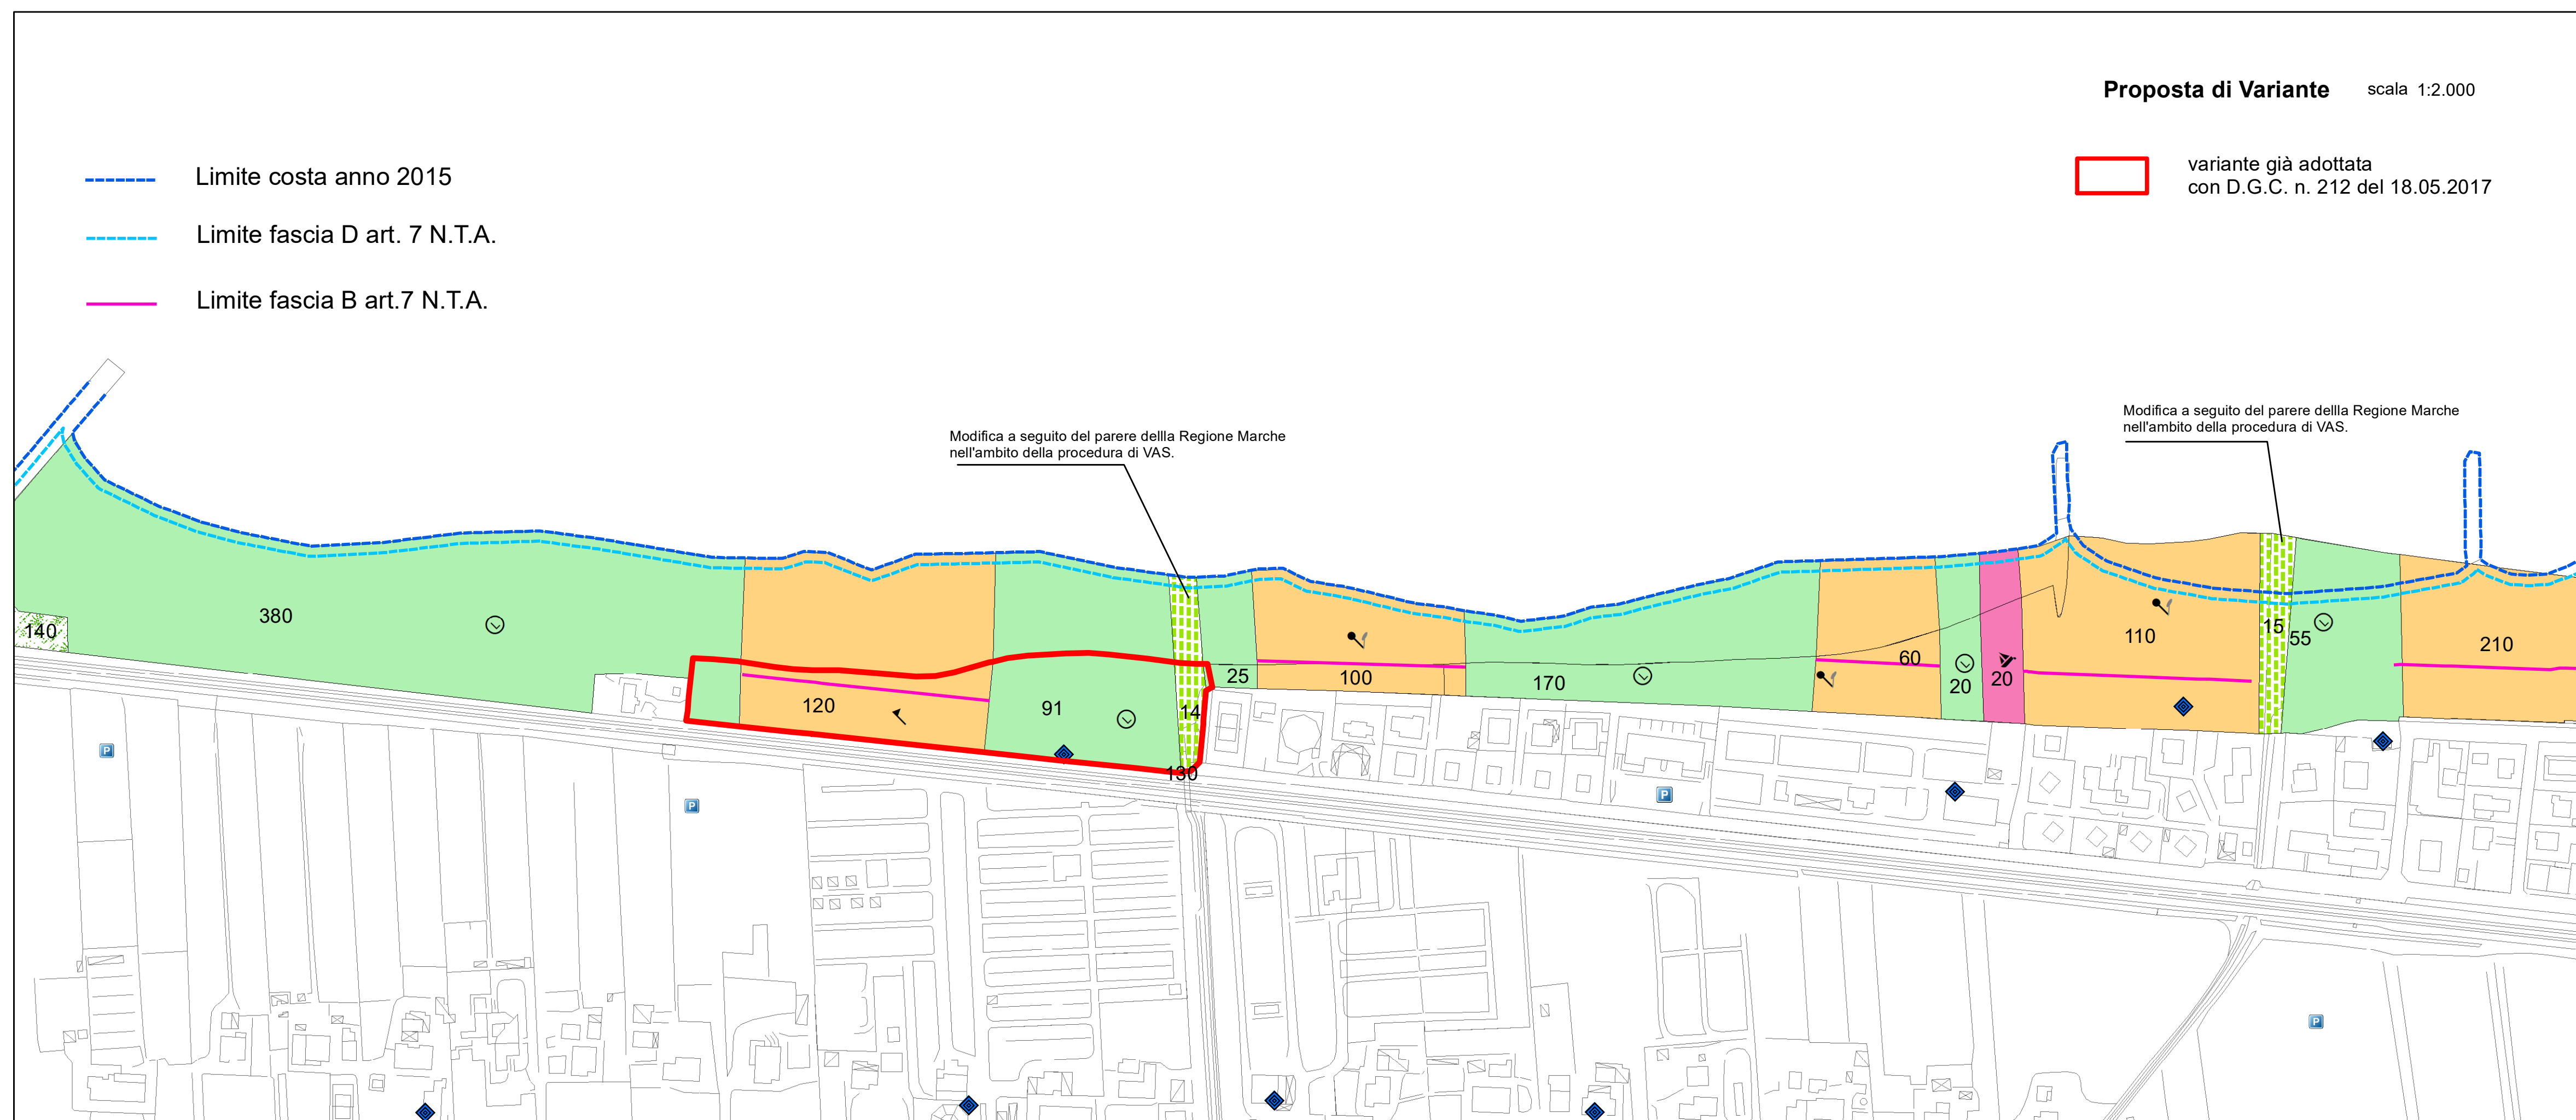 Proposta di Variante scala 1:2.000
variante già adottata
con D.G.C. n. 212 del 18.05.2017
Limite costa anno 2015
Limite fascia D art. 7 N.T.A.
Limite fascia B art.7 N.T.A.
Modifica a seguito del parere dellla Regione Marche
nell'ambito della procedura di VAS.
Modifica a seguito del parere dellla Regione Marche
nell'ambito della procedura di VAS.
140
380
120
91
14
130
25
100
170
60
20
20
110
15
55
210
P
P
P
P